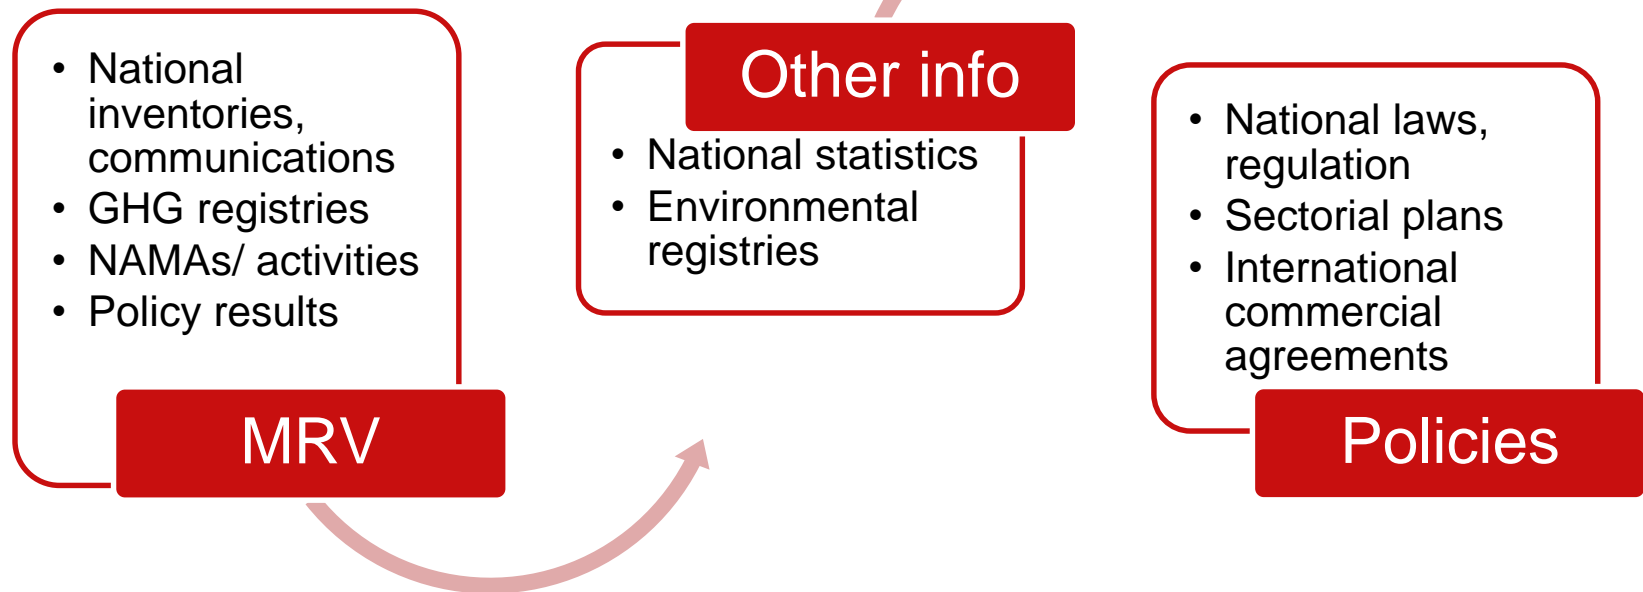 • National
inventories,
communications
• GHG registries
• NAMAs/ activities
• Policy results
MRV
Other info
• National statistics
• Environmental
registries
• National laws,
regulation
• Sectorial plans
• International
commercial
agreements
Policies